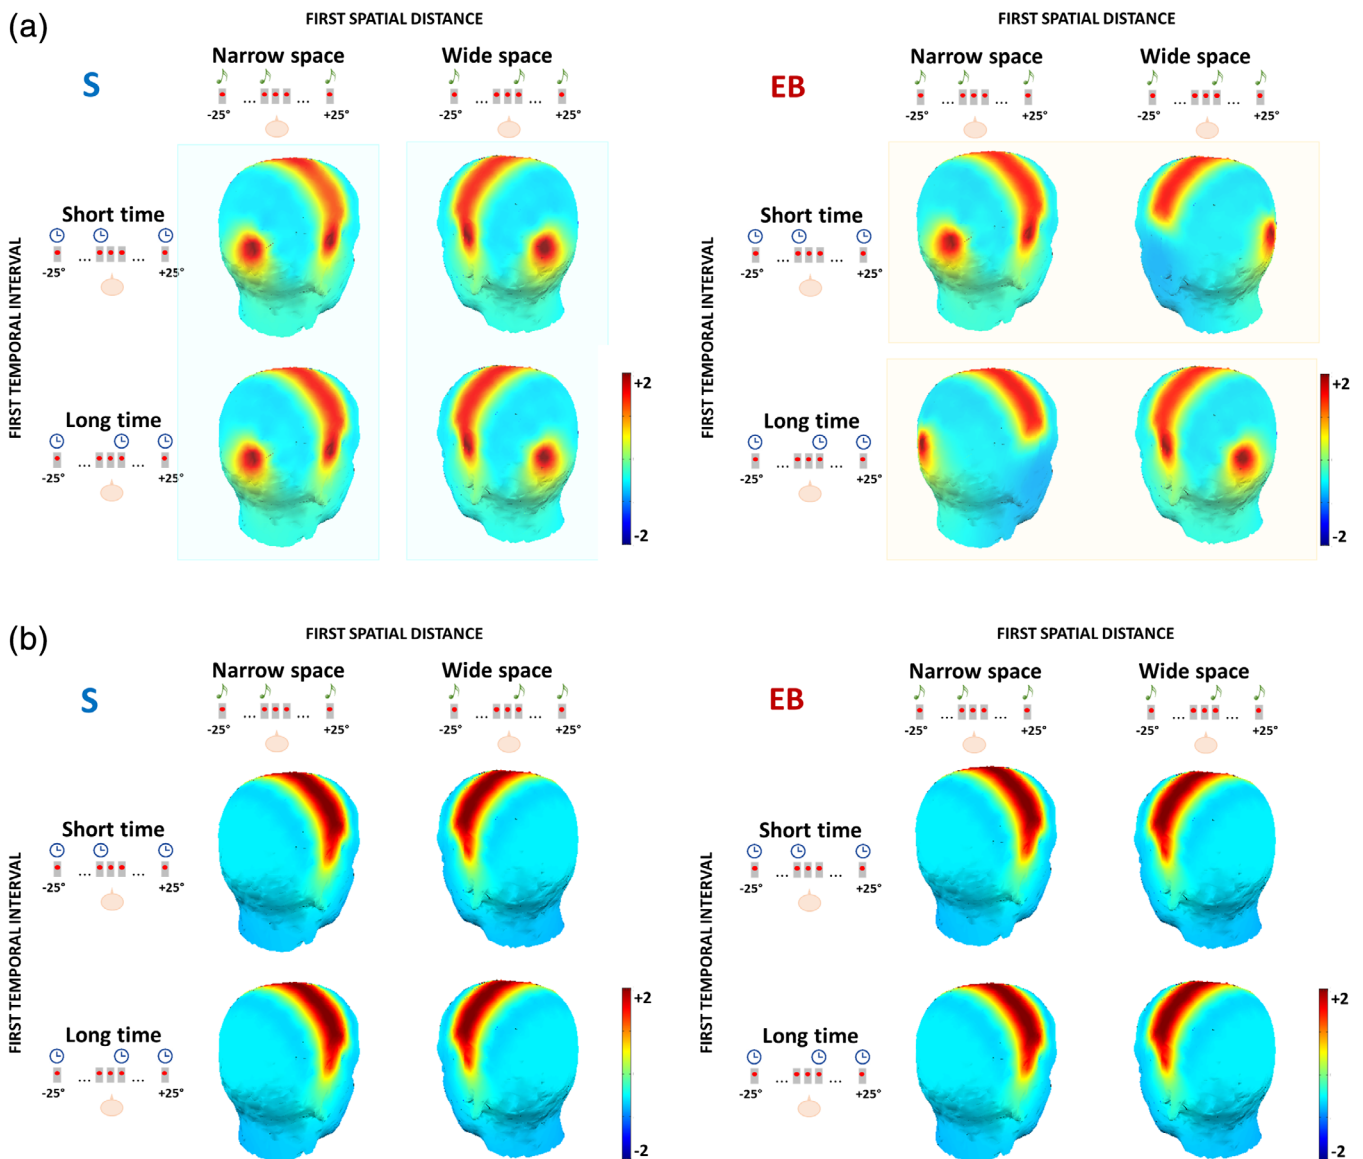 (a)
FIRST SPATIAL DISTANCE
S
Narrow space
Wide space
...
...
-25°
+25°
...
...
-25°
+25°
FIRST TEMPORAL INTERVAL
Short time
...
...
-25°
+25°
Long time
...
...
-25°
+25°
+2
-2
FIRST SPATIAL DISTANCE
EB
Narrow space
Wide space
...
...
-25°
+25°
...
...
-25°
+25°
FIRST TEMPORAL INTERVAL
Short time
...
...
-25°
+25°
Long time
...
...
-25°
+25°
+2
-2
(b)
FIRST SPATIAL DISTANCE
S
Narrow space
Wide space
...
...
-25°
+25°
...
...
-25°
+25°
FIRST TEMPORAL INTERVAL
Short time
...
...
-25°
+25°
Long time
...
...
-25°
+25°
+2
-2
FIRST SPATIAL DISTANCE
EB
Narrow space
Wide space
...
...
-25°
+25°
...
...
-25°
+25°
FIRST TEMPORAL INTERVAL
Short time
...
...
-25°
+25°
Long time
...
...
-25°
+25°
+2
-2